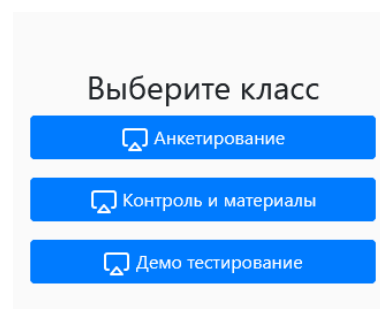 Выберите класс
Анкетирование
Контроль и материалы
Демо тестирование